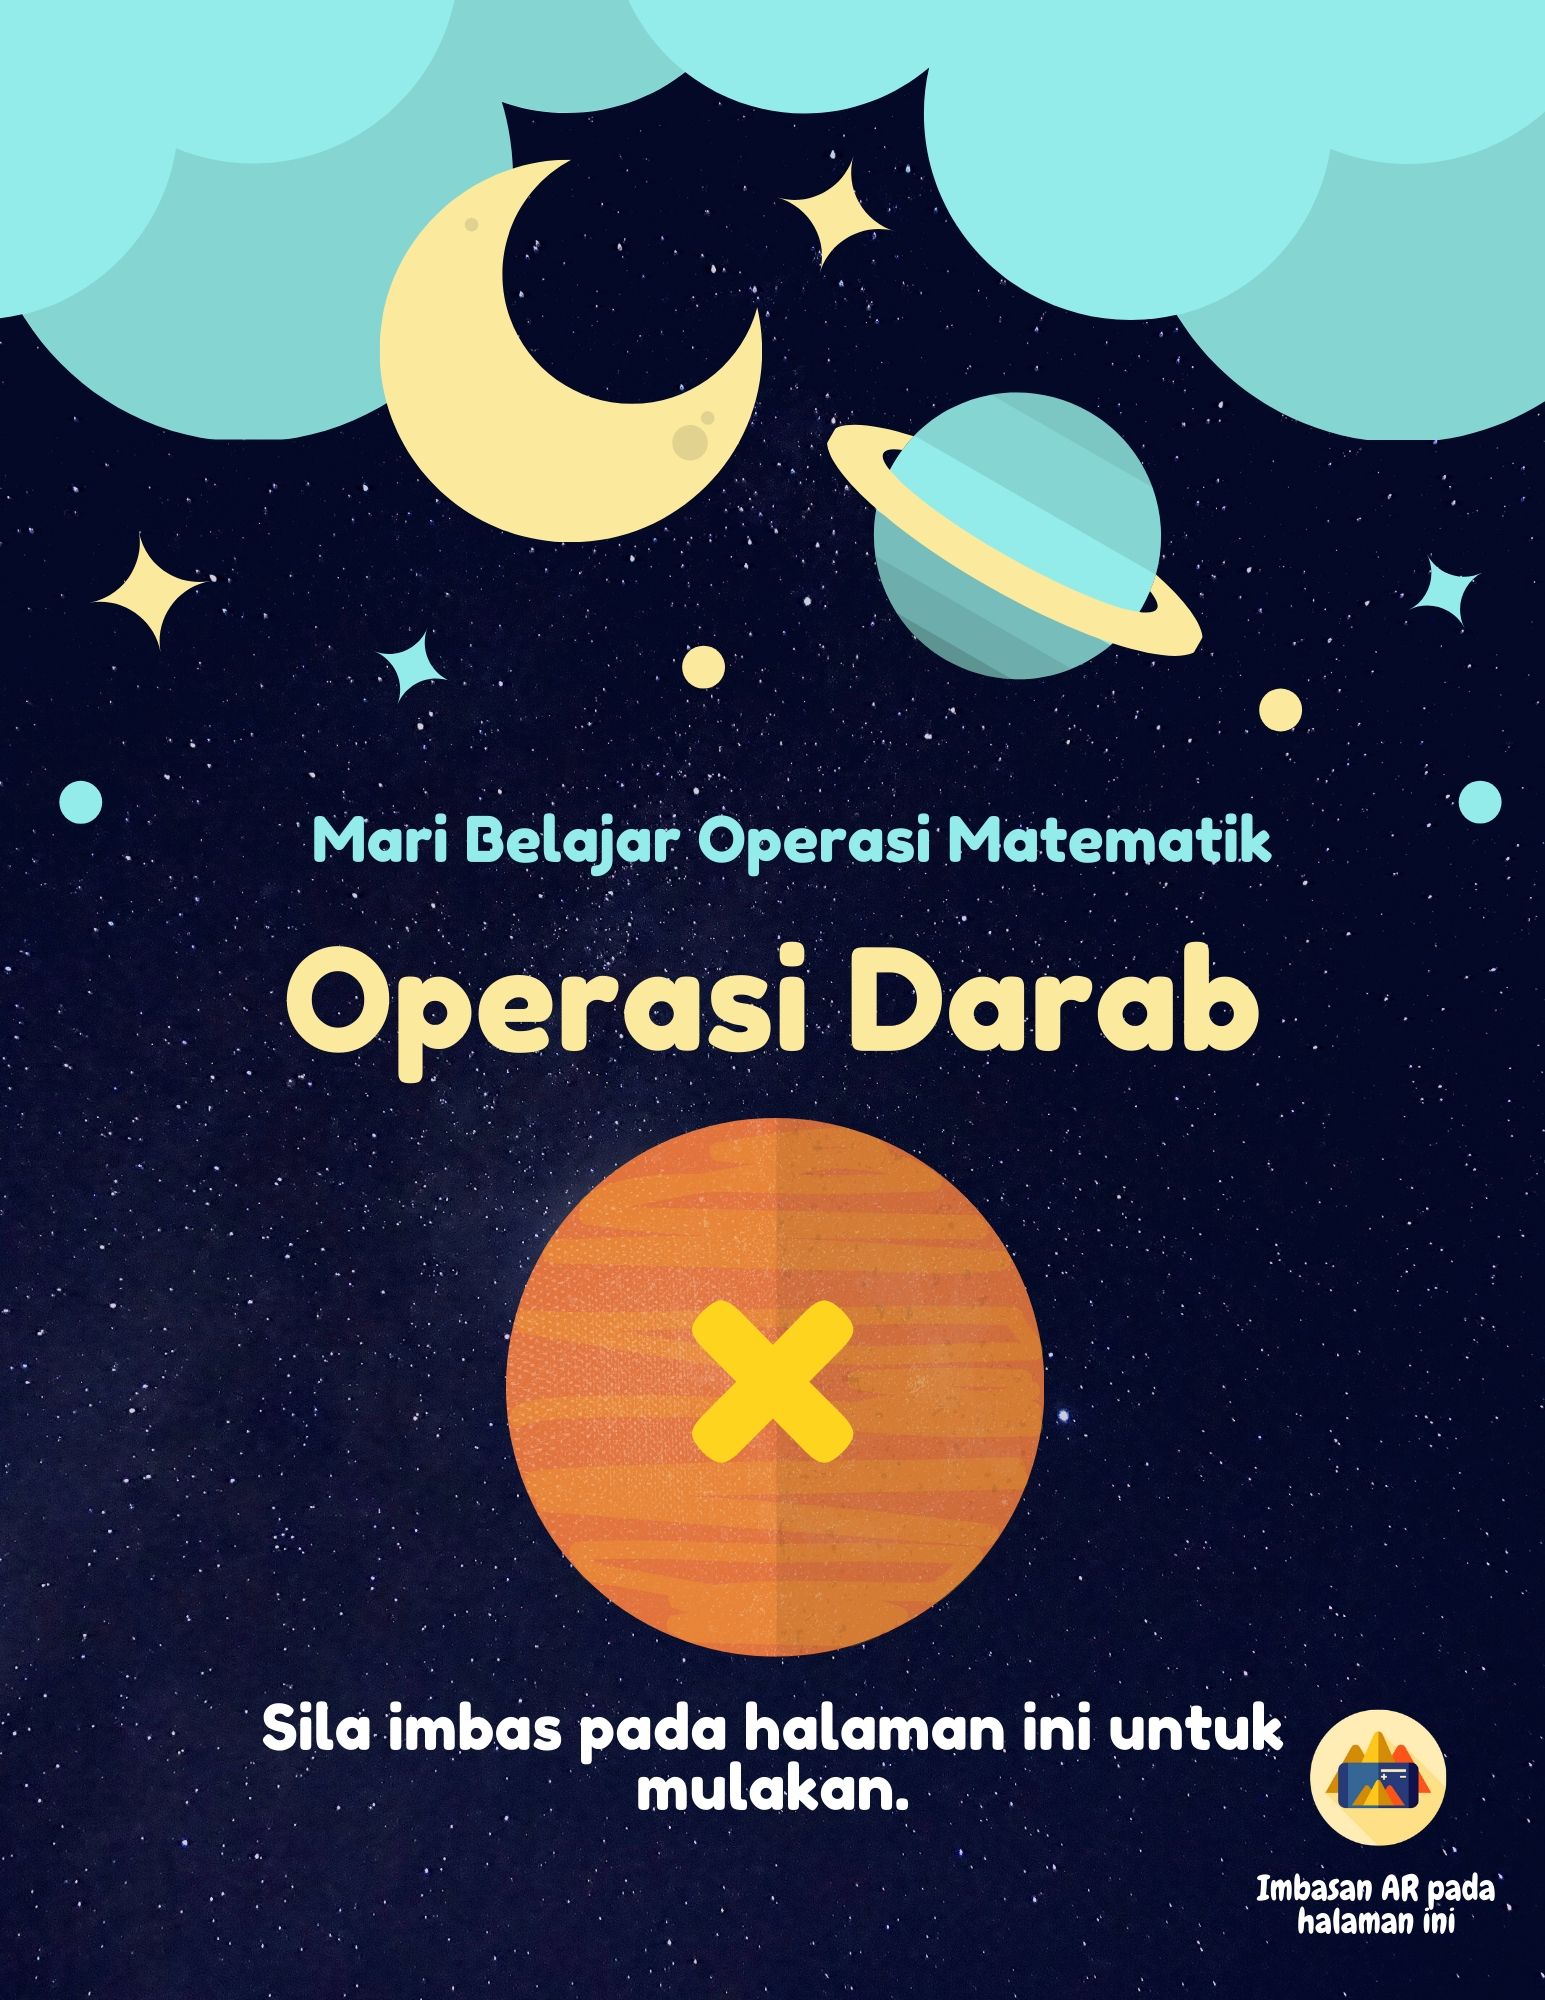 Mari Belajar Operasi Matematik
Operasi Darab
Sila imbas pada halaman ini untuk
mulakan.
Imbasan AR pada
halaman ini